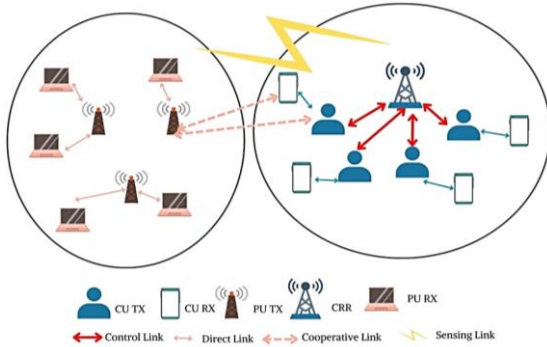 CU TX CU RX PU TX CRR PU RX
Control Link Direct Link Cooperative Link Sensing Link